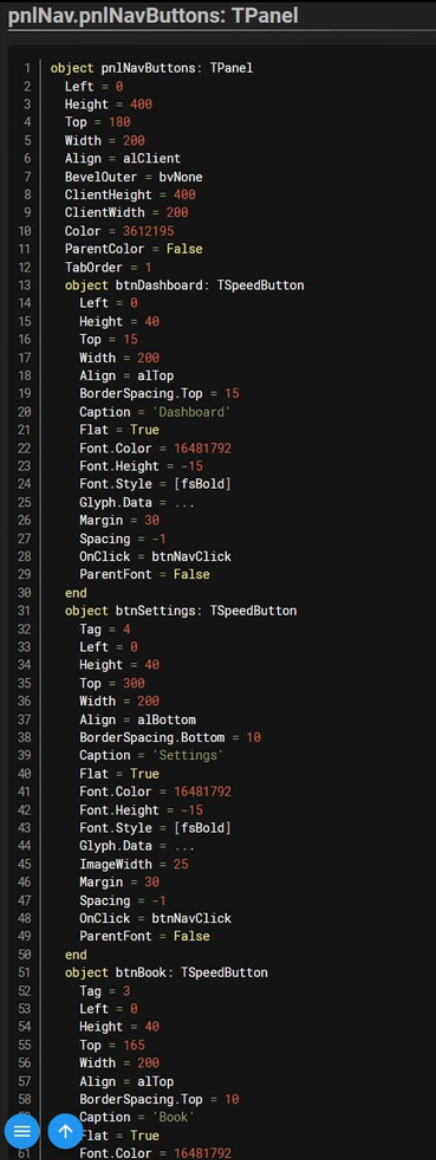 pnlNav.pnlNavButtons: TPanel
1 object pnlNavButtons: TPanel
2 Left = 0
3 Height = 400
4 Top = 180
5 Width = 200
6 Align = alClient
7 BevelOuter = bvNone
8 ClientHeight = 400
9 ClientWidth = 200
10 Color = 3612195
11 ParentColor = False
12 TabOrder = 1
13 object btnDashboard: TSpeedButton
14 Left = 0
15 Height = 40
16 Top = 15
17 Width = 200
18 Align = alTop
19 BorderSpacing.Top = 15
20 Caption = 'Dashboard'
21 Flat = True
22 Font.Color = 16481792
23 Font.Height = -15
24 Font.Style = [fsBold]
25 Glyph.Data = ...
26 Margin = 30
27 Spacing = -1
28 OnClick = btnNavClick
29 ParentFont = False
30 end
31 object btnSettings: TSpeedButton
32 Tag = 4
33 Left = 0
34 Height = 40
35 Top = 300
36 Width = 200
37 Align = alBottom
38 BorderSpacing.Bottom = 10
39 Caption = 'Settings'
40 Flat = True
41 Font.Color = 16481792
42 Font.Height = -15
43 Font.Style = [fsBold]
44 Glyph.Data = ...
45 ImageWidth = 25
46 Margin = 30
47 Spacing = -1
48 OnClick = btnNavClick
49 ParentFont = False
50 end
51 object btnBook: TSpeedButton
52 Tag = 3
53 Left = 0
54 Height = 40
55 Top = 165
56 Width = 200
57 Align = alTop
58 BorderSpacing.Top = 10
Caption = 'Book'
Flat = True
61 Font.Color = 16481792